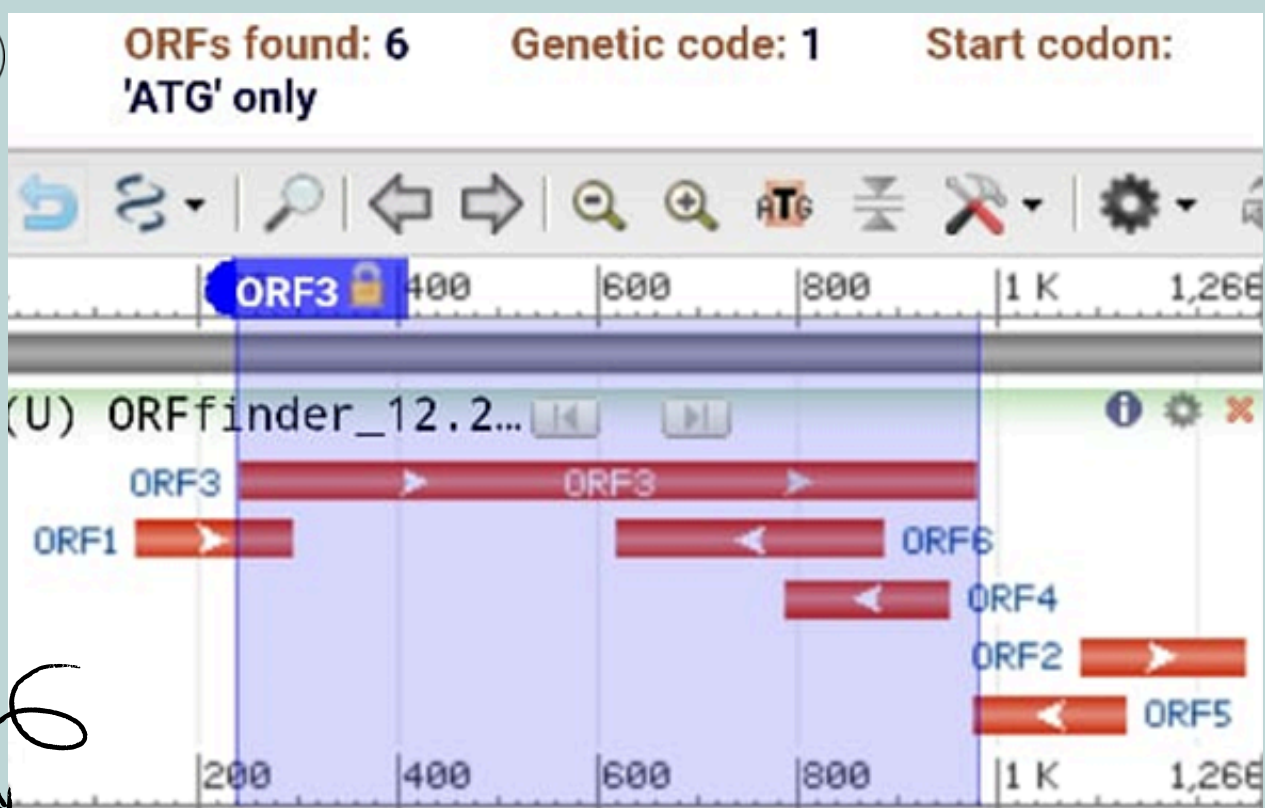 ORFs found: 6 Genetic code: 1 Start codon:
'ATG' only
ATG
ORF3 400 600 800 1 K 1,266
(U) ORFfinder_12.2...
ORF3 ORF3
ORF1 ORF6
ORF4
ORF2
ORF5
200 400 600 800 1 K 1,266